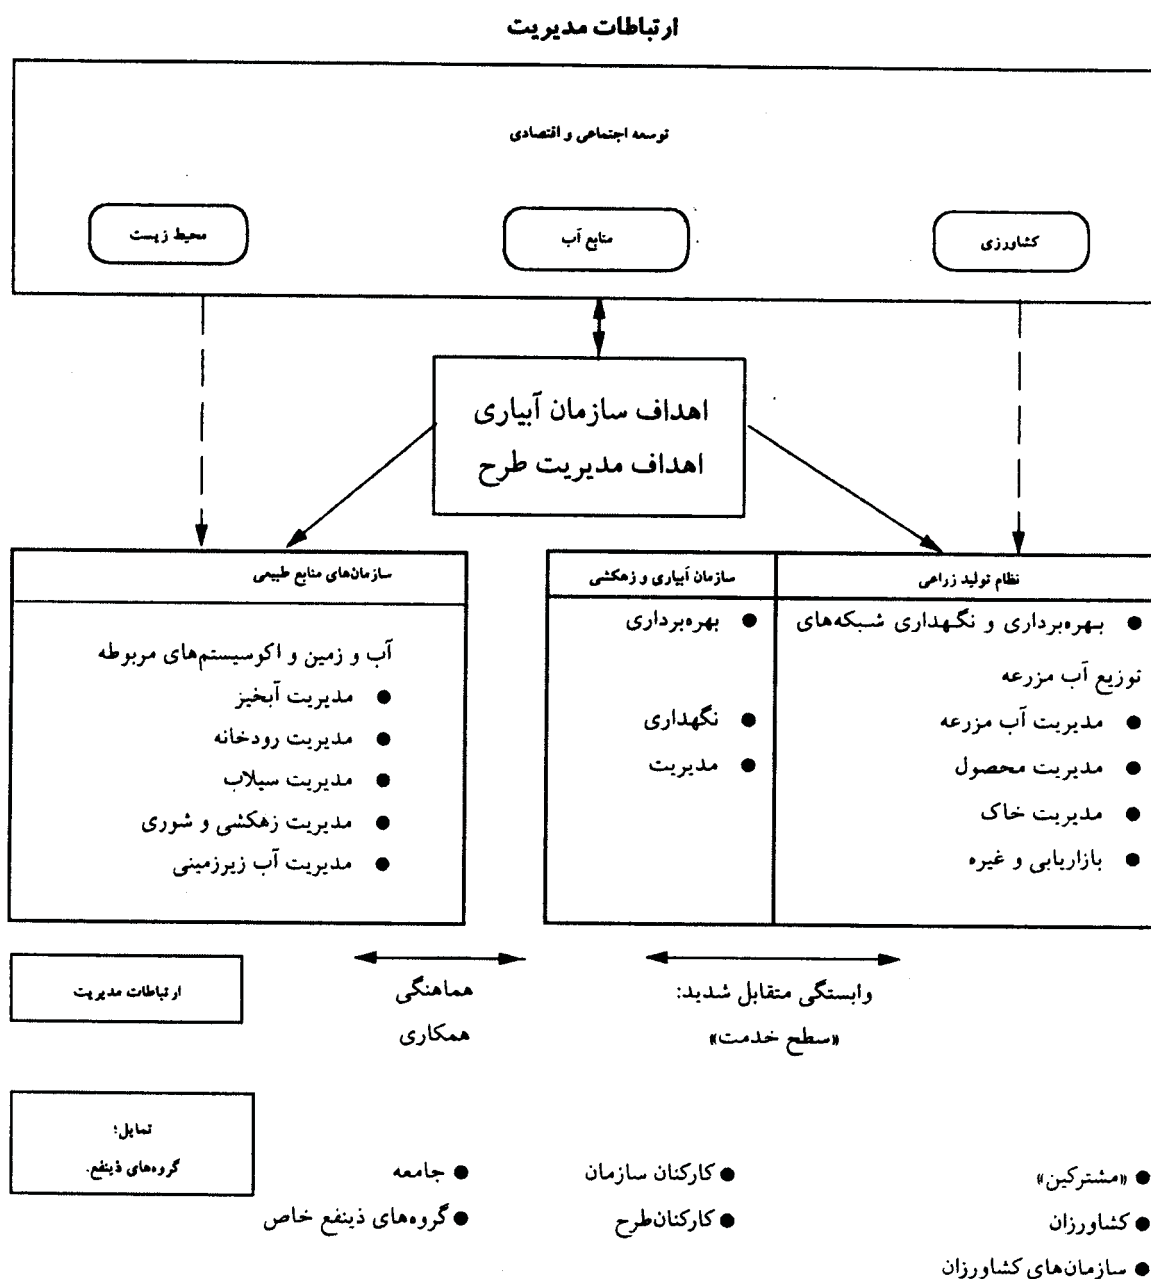 ارتباطات مدیریت
توسعه اجتماعی و اقتصادی
کشاورزی
منابع آب
محیط زیست
اهداف سازمان آبیاری
اهداف مدیریت طرح
نظام تولید زراعی
● بهره‌برداری و نگهداری شبکه‌های
توزیع آب مزرعه
● مدیریت آب مزرعه
● مدیریت محصول
● مدیریت خاک
● بازاریابی و غیره
سازمان آبیاری و زهکشی
● بهره‌برداری
● نگهداری
● مدیریت
سازمان‌های منابع طبیعی
آب و زمین و اکوسیستم‌های مربوطه
● مدیریت آبخیز
● مدیریت رودخانه
● مدیریت سیلاب
● مدیریت زهکشی و شوری
● مدیریت آب زیرزمینی
وابستگی متقابل شدید:
«سطح خدمت»
هماهنگی
همکاری
ارتباطات مدیریت
● «مشترکین»
● کشاورزان
● سازمان‌های کشاورزان
● کارکنان سازمان
● کارکنان‌طرح
● جامعه
● گروه‌های ذینفع خاص
تمایل؛
گروه‌های ذینفع.